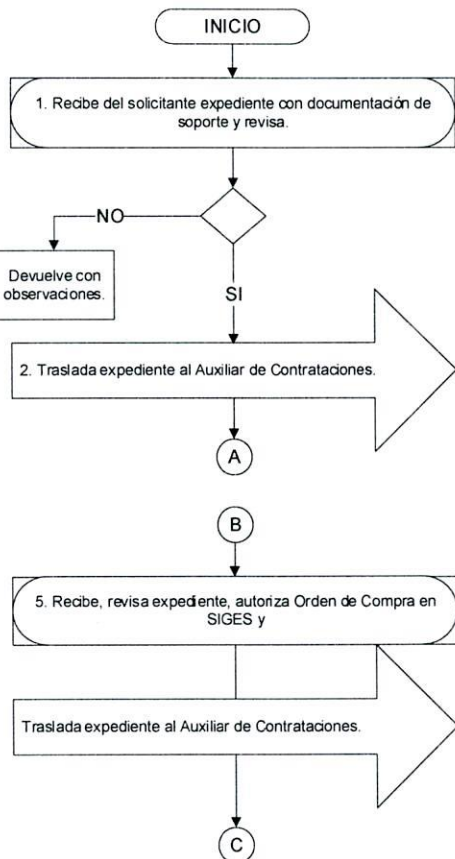 INICIO
1. Recibe del solicitante expediente con documentación de
soporte y revisa.
NO
Devuelve con
observaciones.
SI
2. Traslada expediente al Auxiliar de Contrataciones.
A
B
5. Recibe, revisa expediente, autoriza Orden de Compra en
SIGES y
Traslada expediente al Auxiliar de Contrataciones.
C